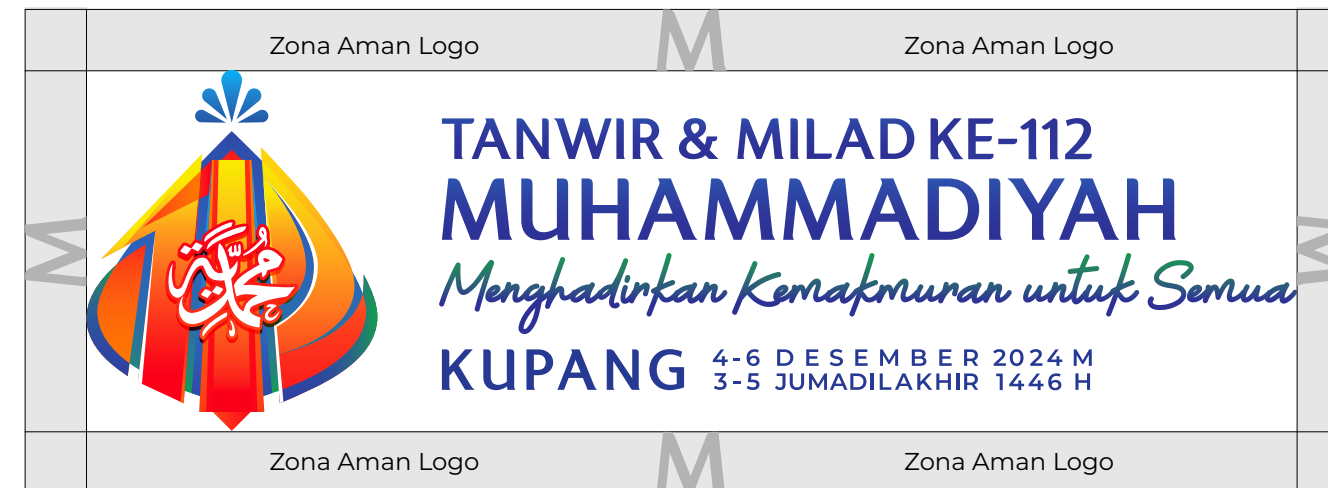 Zona Aman Logo M Zona Aman Logo
محمدية
TANWIR & MILAD KE-112
MUHAMMADIYAH
M
M
Menghadirkan Kemakmuran untuk Semua
KUPANG
4-6 DESEMBER 2024 M
3-5 JUMADILAKHIR 1446 H
Zona Aman Logo M Zona Aman Logo